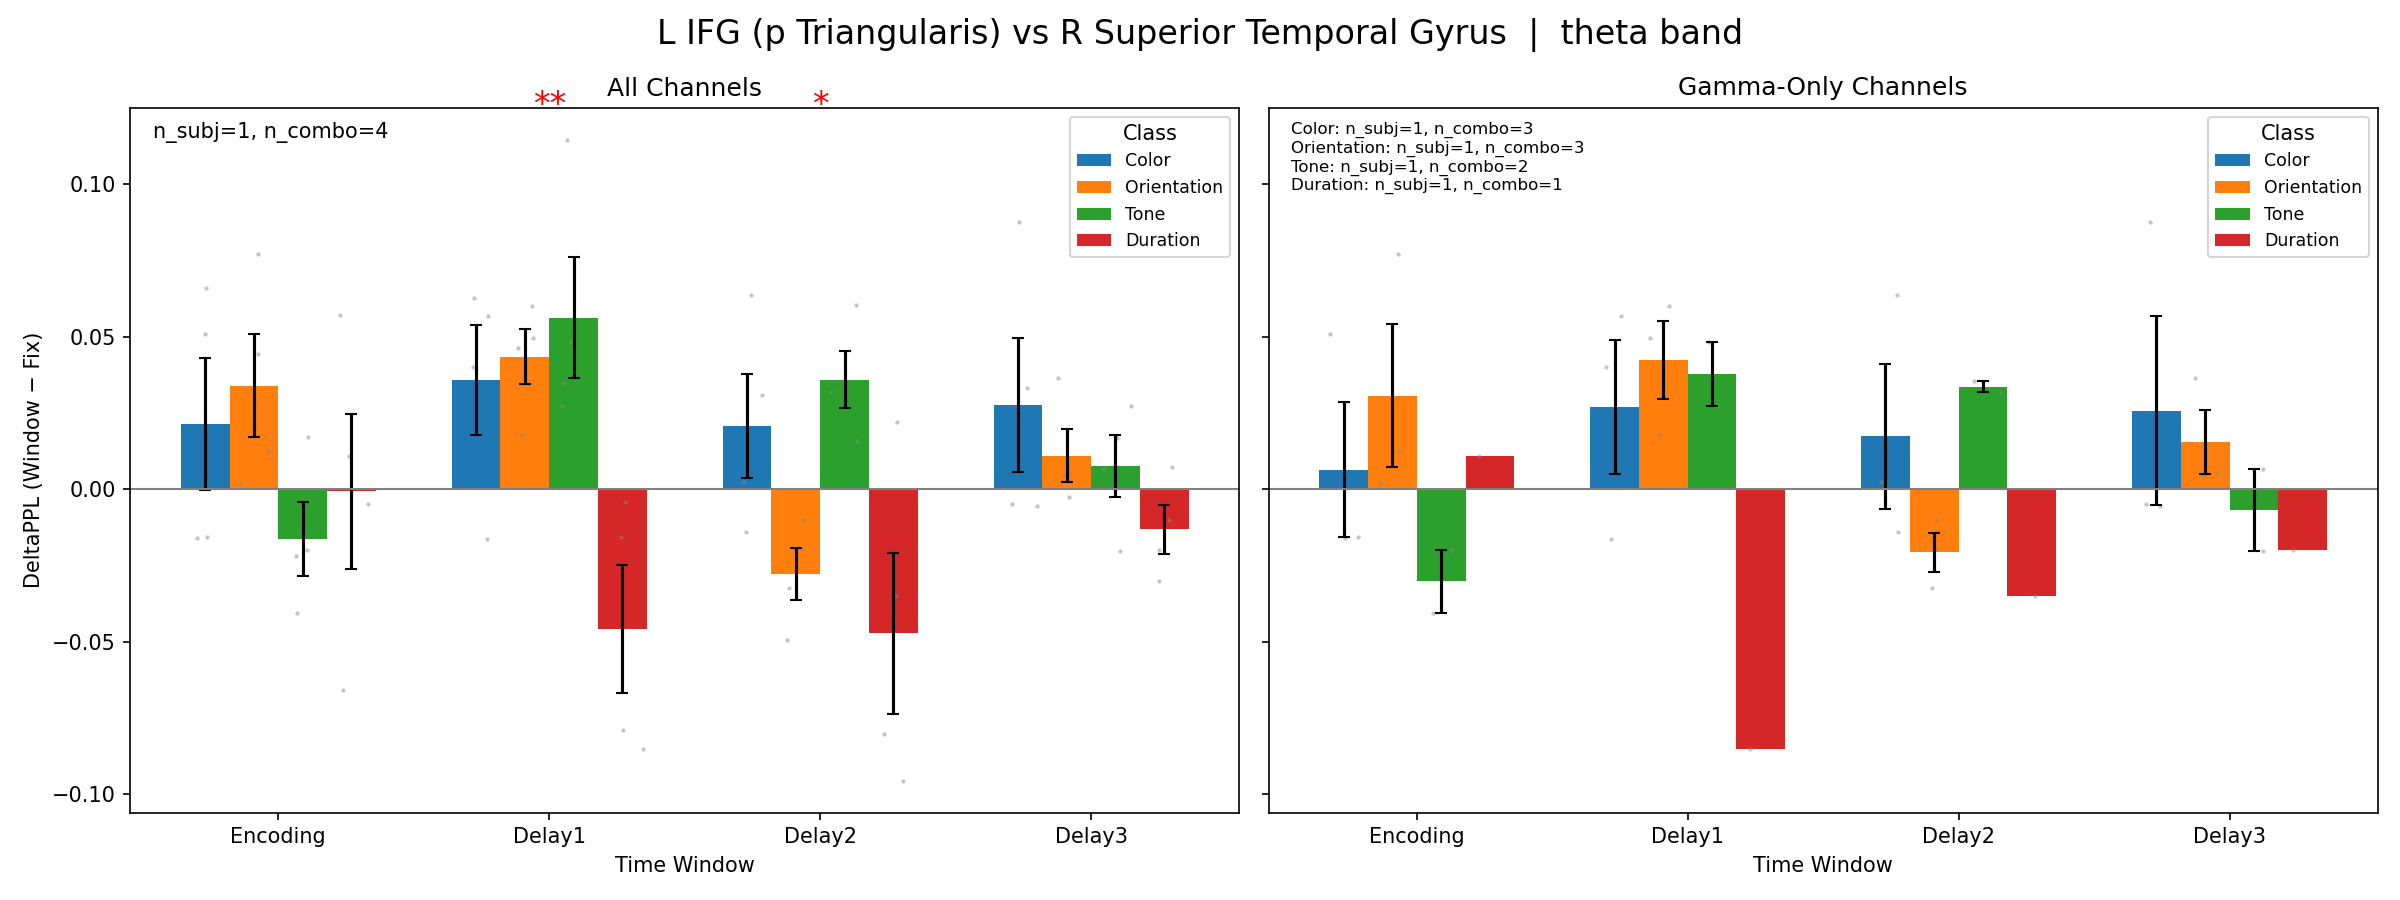 L IFG (p Triangularis) vs R Superior Temporal Gyrus | theta band
All Channels
**
*
n_subj=1, n_combo=4
Class
Color
Orientation
Tone
Duration
DeltaPPL (Window − Fix)
0.10
0.05
0.00
−0.05
−0.10
Encoding
Delay1
Delay2
Delay3
Time Window
Gamma-Only Channels
Color: n_subj=1, n_combo=3
Orientation: n_subj=1, n_combo=3
Tone: n_subj=1, n_combo=2
Duration: n_subj=1, n_combo=1
Class
Color
Orientation
Tone
Duration
Encoding
Delay1
Delay2
Delay3
Time Window